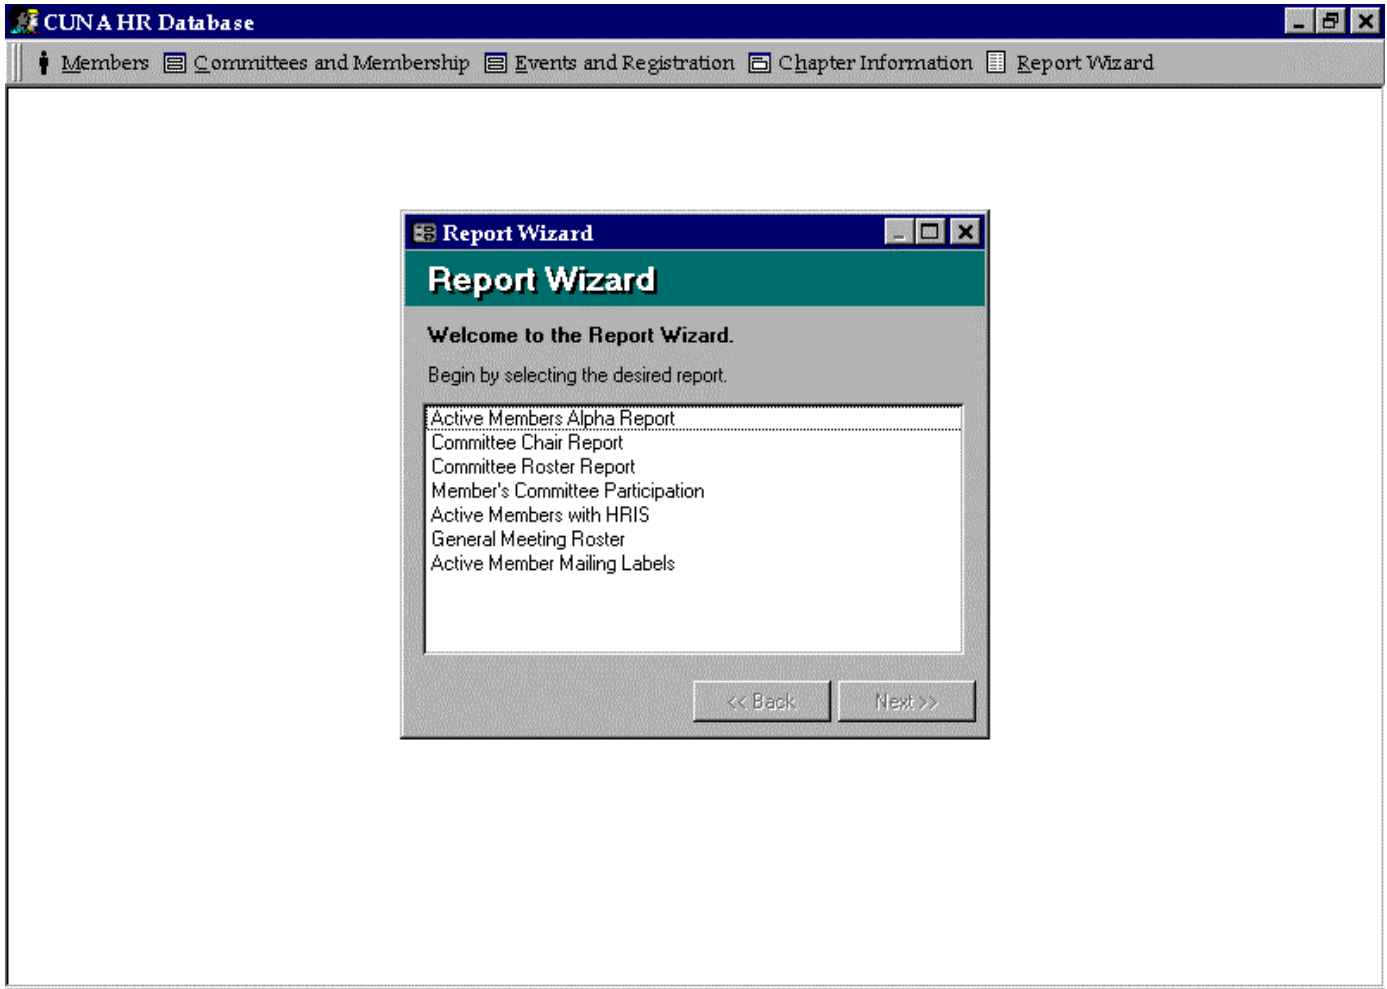 CUNA HR Database
Members Committees and Membership Events and Registration Chapter Information Report Wizard
Report Wizard
Report Wizard
Welcome to the Report Wizard.
Begin by selecting the desired report.
Active Members Alpha Report
Committee Chair Report
Committee Roster Report
Member's Committee Participation
Active Members with HRIS
General Meeting Roster
Active Member Mailing Labels
<< Back Next >>